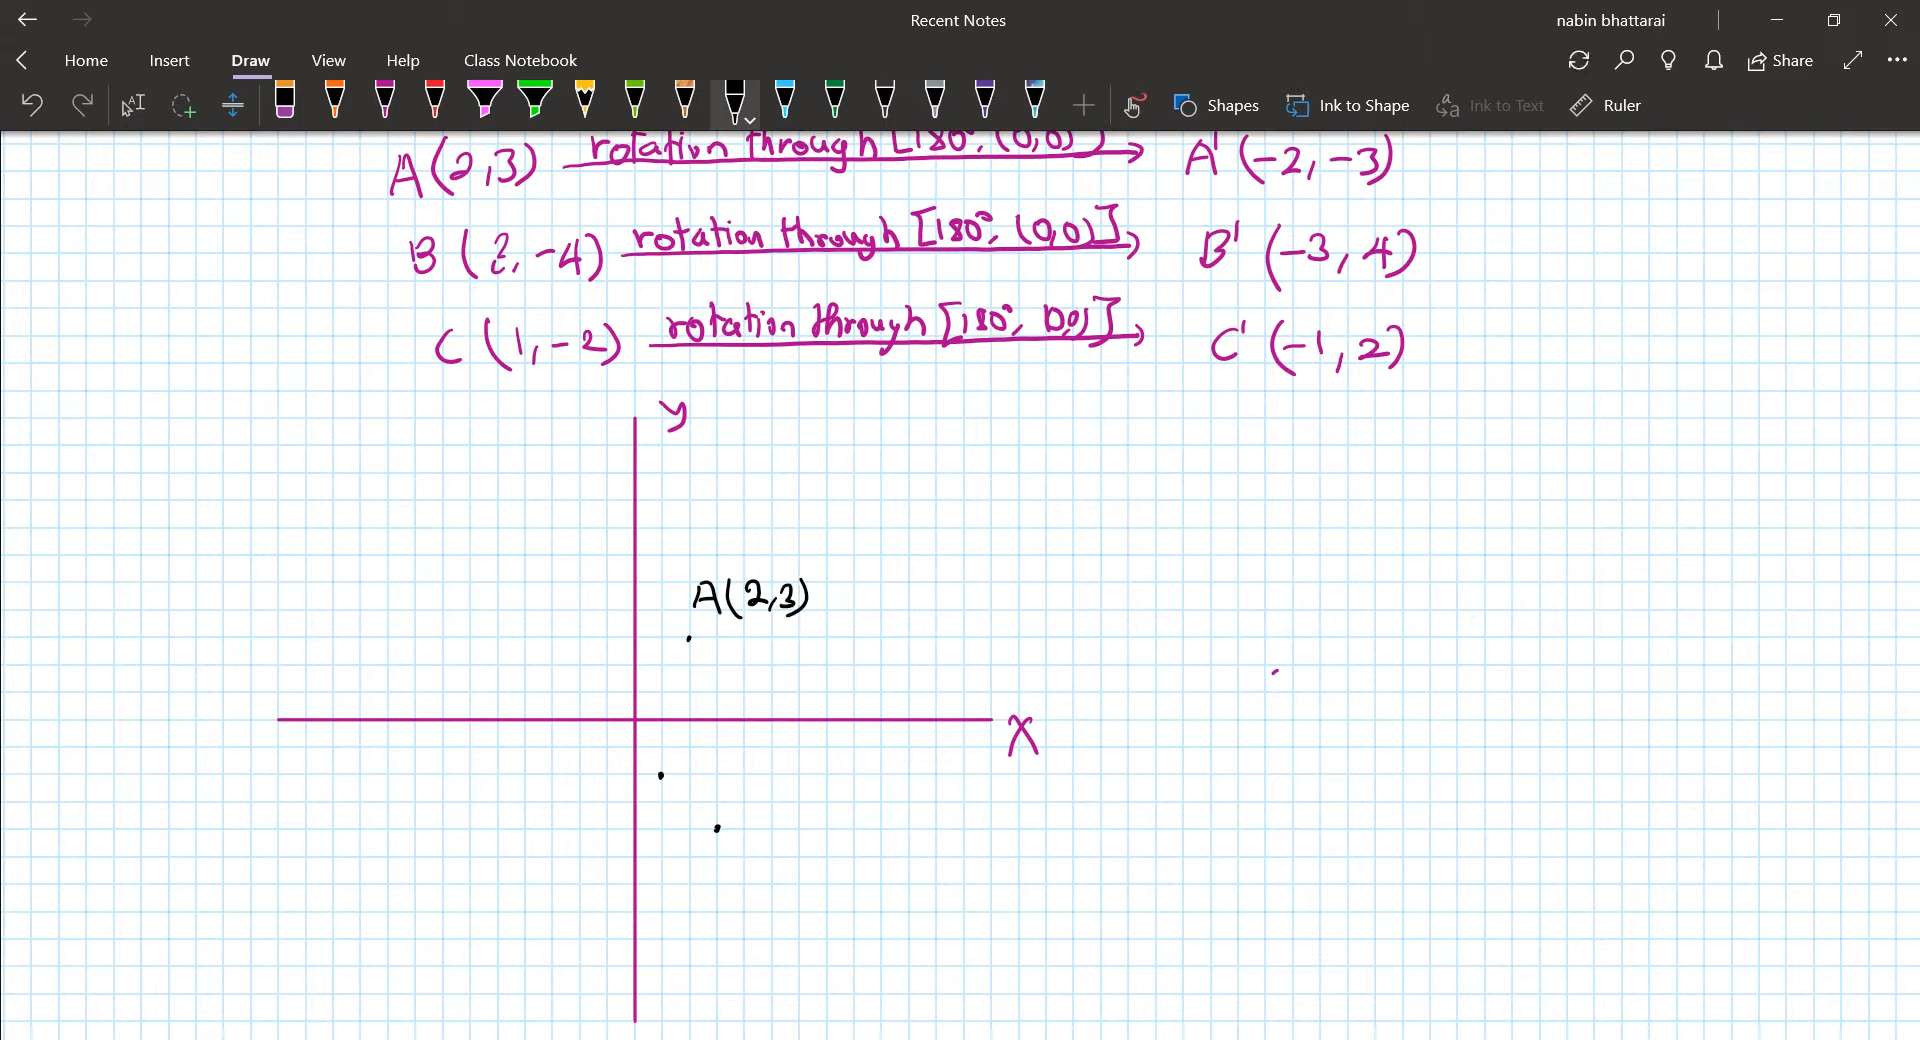 Recent Notes
nabin bhattarai
Home Insert Draw View Help Class Notebook
Share
Shapes Ink to Shape Ink to Text Ruler
A(2,3) rotation through [180°, (0,0)] A'(-2,-3)
B (3,-4) rotation through [180°, (0,0)] B' (-3, 4)
C (1,-2) rotation through [180°, (0,0)] C' (-1, 2)
y
A(2,3)
X